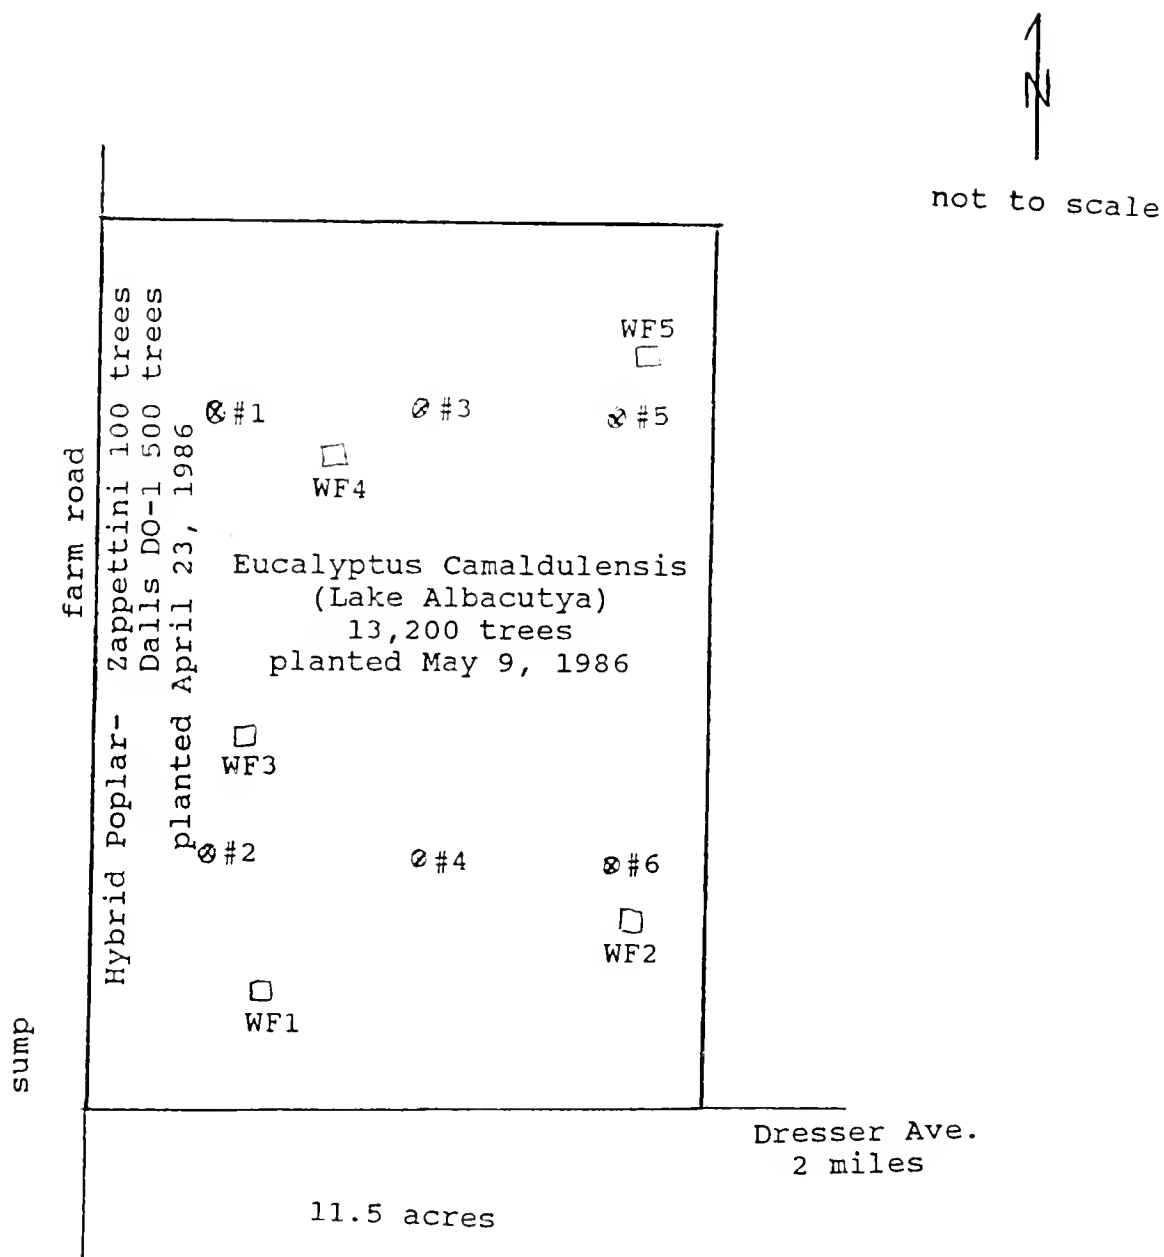 N
not to scale
farm road
Hybrid Poplar- Zappettini 100 trees
Dalls DO-1 500 trees
planted April 23, 1986
WF5
#1
#3
#5
WF4
Eucalyptus Camaldulensis
(Lake Albacutya)
13,200 trees
planted May 9, 1986
WF3
#2
#4
#6
WF2
WF1
sump
Dresser Ave.
2 miles
11.5 acres